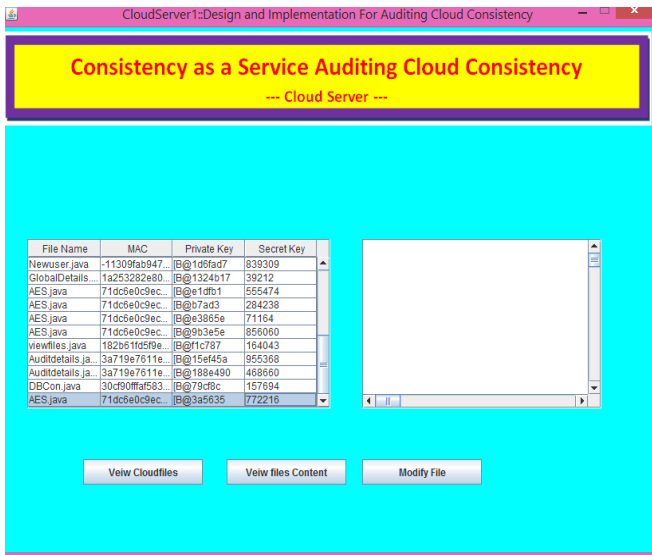 CloudServer1::Design and Implementation For Auditing Cloud Consistency
Consistency as a Service Auditing Cloud Consistency
--- Cloud Server ---
File Name MAC Private Key Secret Key
Newuser.java -11309fab947... [B@1d6fad7 839309
GlobalDetails.... 1a253282e80... [B@1324b17 39212
AES.java 71dc6e0c9ec... [B@e1dfb1 555474
AES.java 71dc6e0c9ec... [B@b7ad3 284238
AES.java 71dc6e0c9ec... [B@e3865e 71164
AES.java 71dc6e0c9ec... [B@9b3e5e 856060
viewfiles.java 182b61fd5f9e... [B@f1c787 164043
Auditdetails.ja... 3a719e7611e... [B@15ef45a 955368
Auditdetails.ja... 3a719e7611e... [B@188e490 468660
DBCon.java 30cf90fffaf583... [B@79cf8c 157694
AES.java 71dc6e0c9ec... [B@3a5635 772216
Veiw Cloudfiles Veiw files Content Modify File